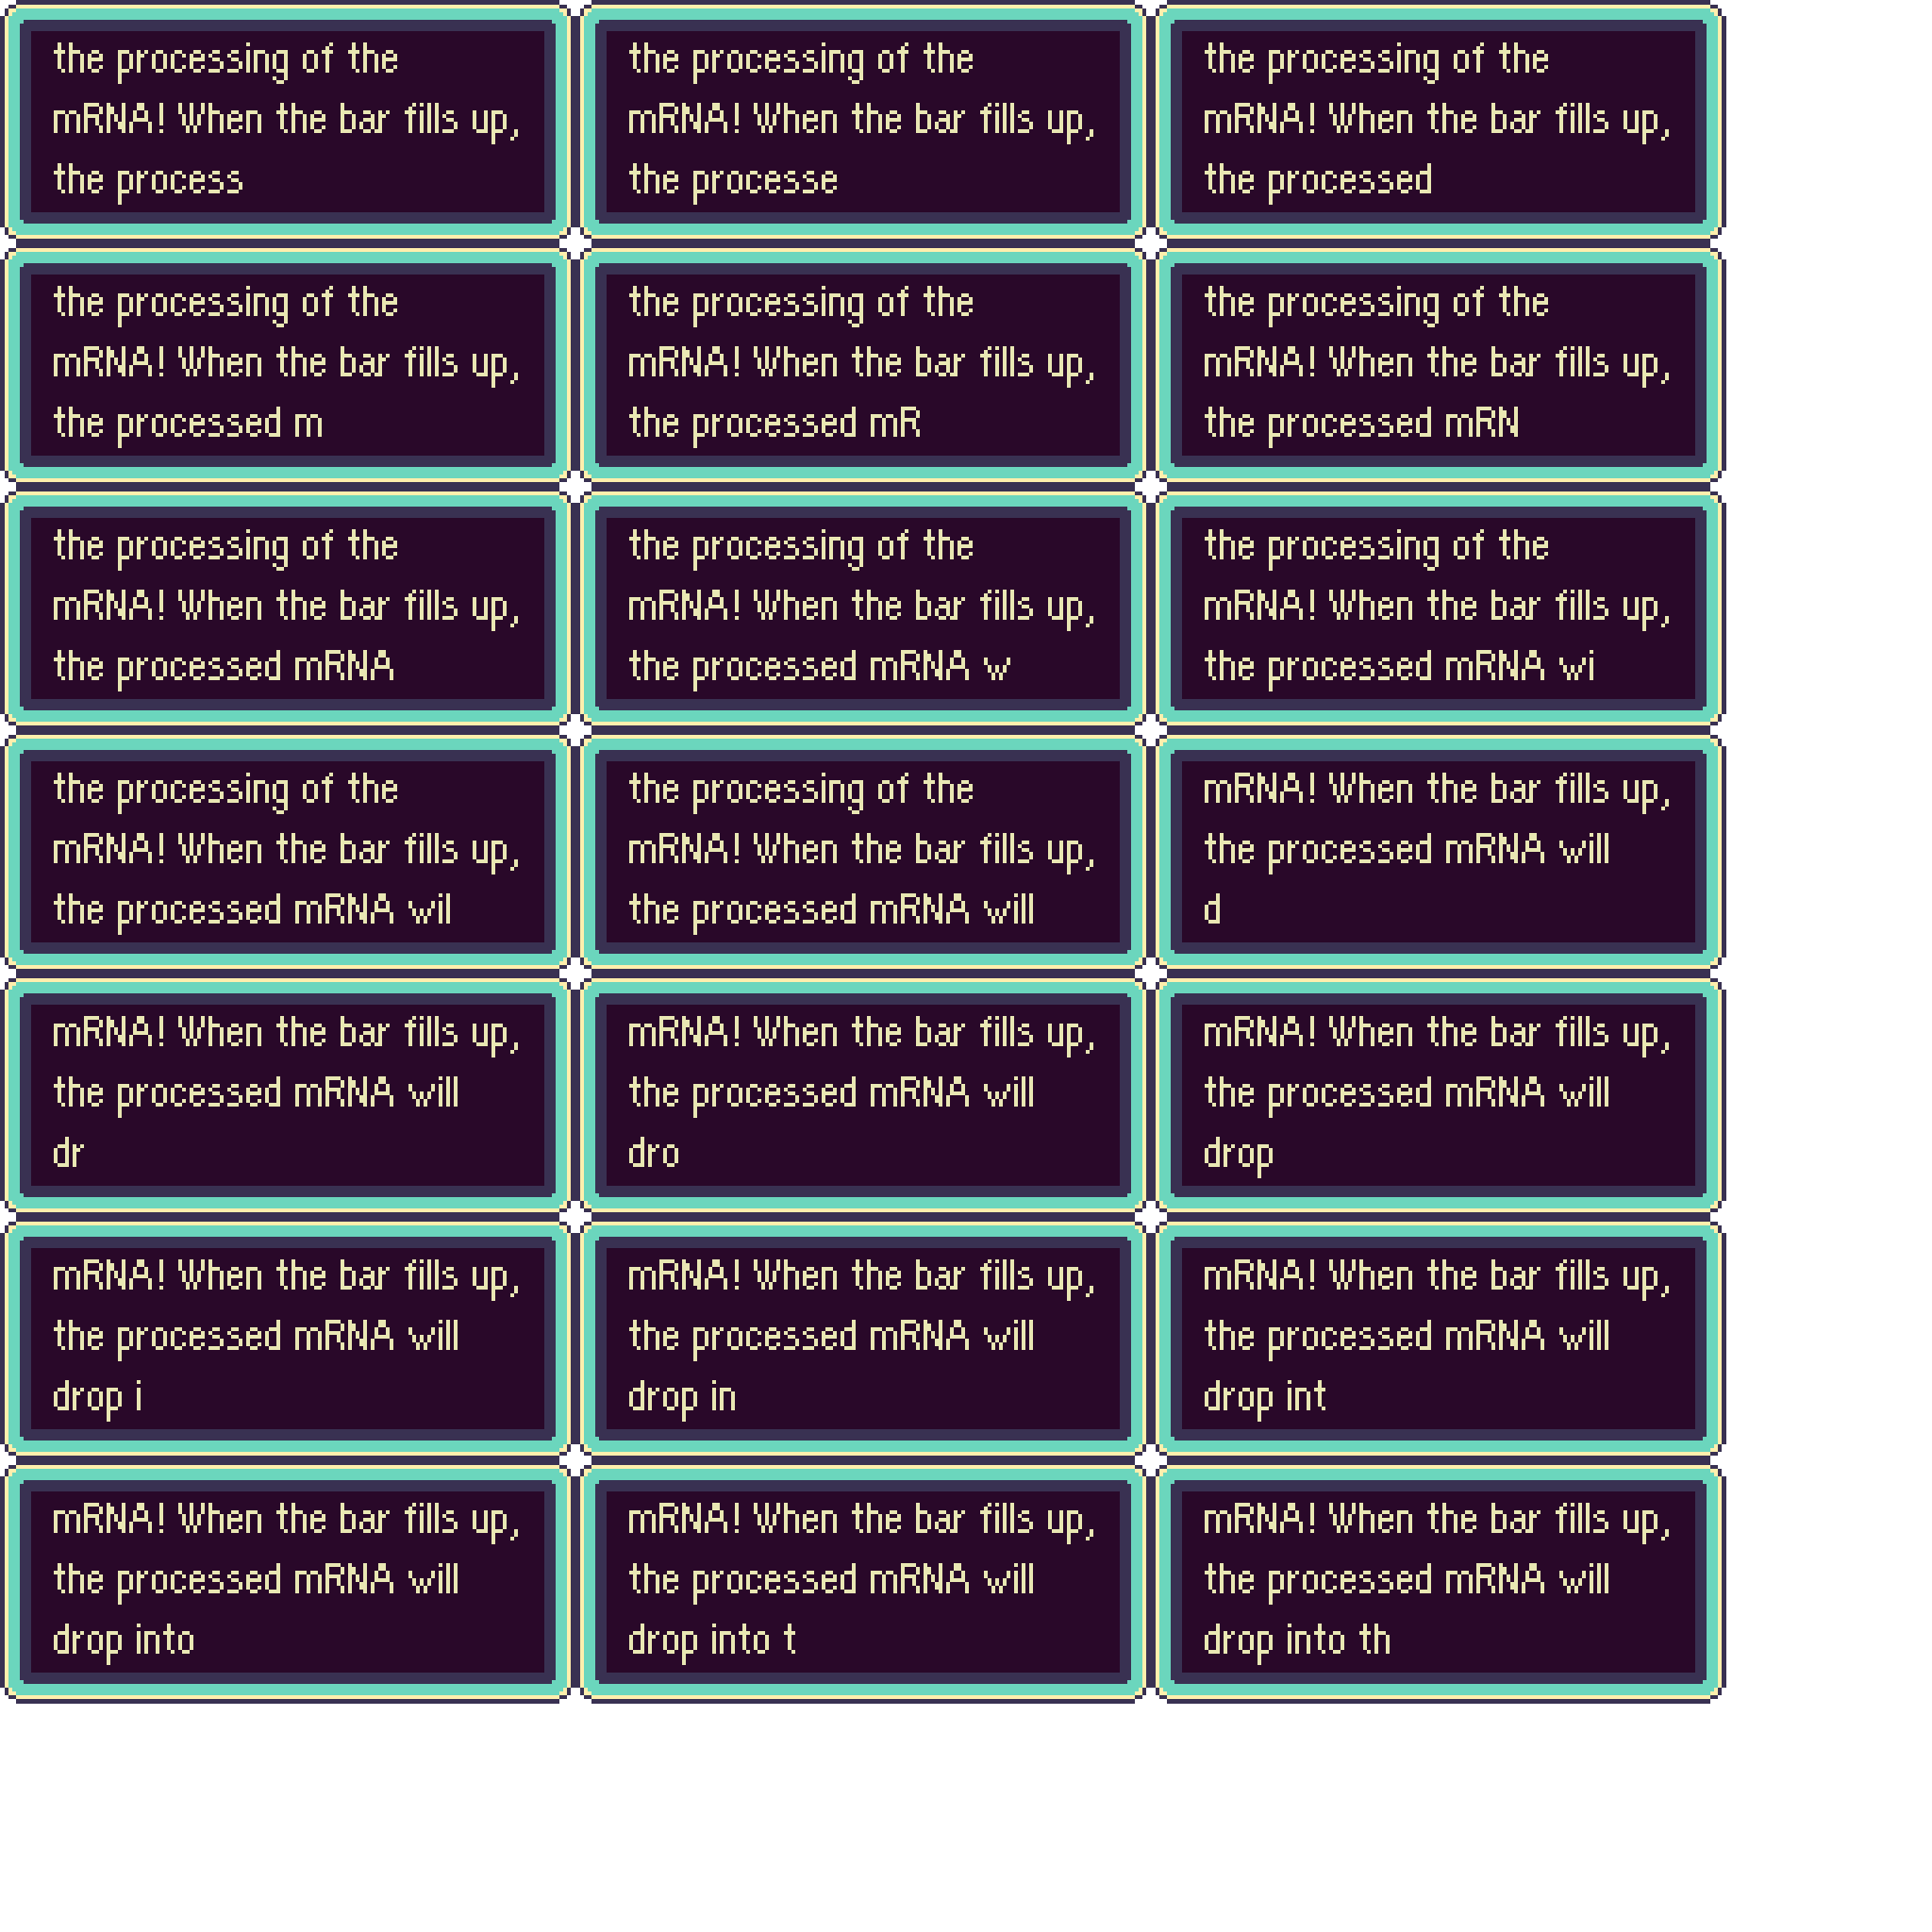 the processing of the
mRNA! When the bar fills up,
the process
the processing of the
mRNA! When the bar fills up,
the processe
the processing of the
mRNA! When the bar fills up,
the processed
the processing of the
mRNA! When the bar fills up,
the processed m
the processing of the
mRNA! When the bar fills up,
the processed mR
the processing of the
mRNA! When the bar fills up,
the processed mRN
the processing of the
mRNA! When the bar fills up,
the processed mRNA
the processing of the
mRNA! When the bar fills up,
the processed mRNA w
the processing of the
mRNA! When the bar fills up,
the processed mRNA wi
the processing of the
mRNA! When the bar fills up,
the processed mRNA wil
the processing of the
mRNA! When the bar fills up,
the processed mRNA will
mRNA! When the bar fills up,
the processed mRNA will
d
mRNA! When the bar fills up,
the processed mRNA will
dr
mRNA! When the bar fills up,
the processed mRNA will
dro
mRNA! When the bar fills up,
the processed mRNA will
drop
mRNA! When the bar fills up,
the processed mRNA will
drop i
mRNA! When the bar fills up,
the processed mRNA will
drop in
mRNA! When the bar fills up,
the processed mRNA will
drop int
mRNA! When the bar fills up,
the processed mRNA will
drop into
mRNA! When the bar fills up,
the processed mRNA will
drop into t
mRNA! When the bar fills up,
the processed mRNA will
drop into th